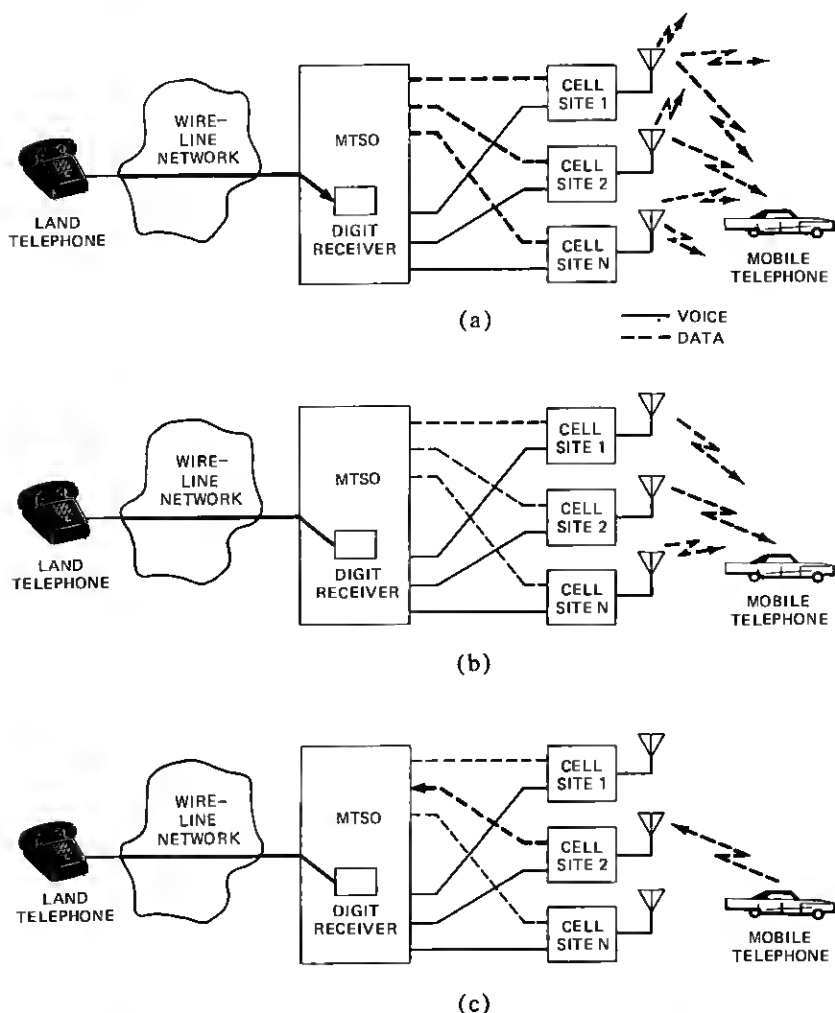 WIRE-
LINE
NETWORK
LAND
TELEPHONE
MTSO
DIGIT
RECEIVER
CELL
SITE 1
CELL
SITE 2
CELL
SITE N
MOBILE
TELEPHONE
(a)
VOICE
DATA
WIRE-
LINE
NETWORK
LAND
TELEPHONE
MTSO
DIGIT
RECEIVER
CELL
SITE 1
CELL
SITE 2
CELL
SITE N
MOBILE
TELEPHONE
(b)
WIRE-
LINE
NETWORK
LAND
TELEPHONE
MTSO
DIGIT
RECEIVER
CELL
SITE 1
CELL
SITE 2
CELL
SITE N
MOBILE
TELEPHONE
(c)